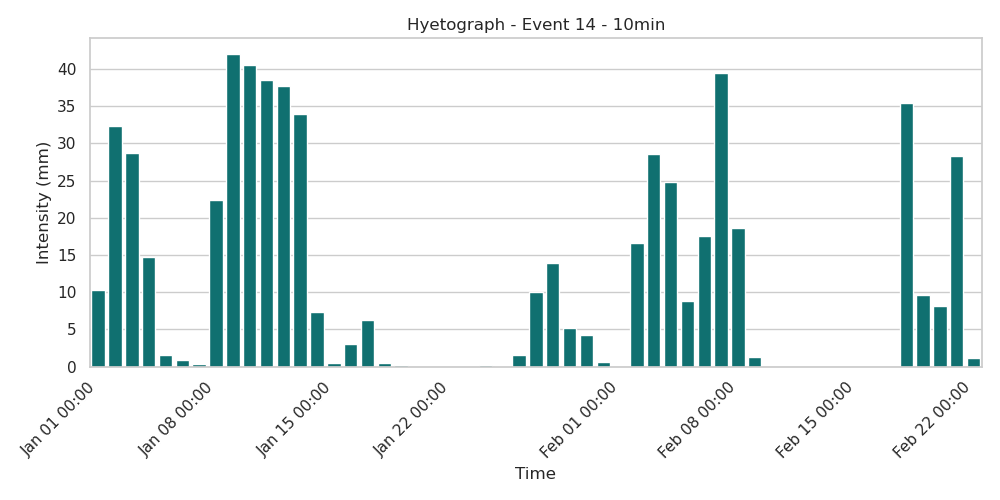 Hyetograph - Event 14 - 10min
Intensity (mm)
40
35
30
25
20
15
10
5
0
Jan 01 00:00
Jan 08 00:00
Jan 15 00:00
Jan 22 00:00
Feb 01 00:00
Feb 08 00:00
Feb 15 00:00
Feb 22 00:00
Time